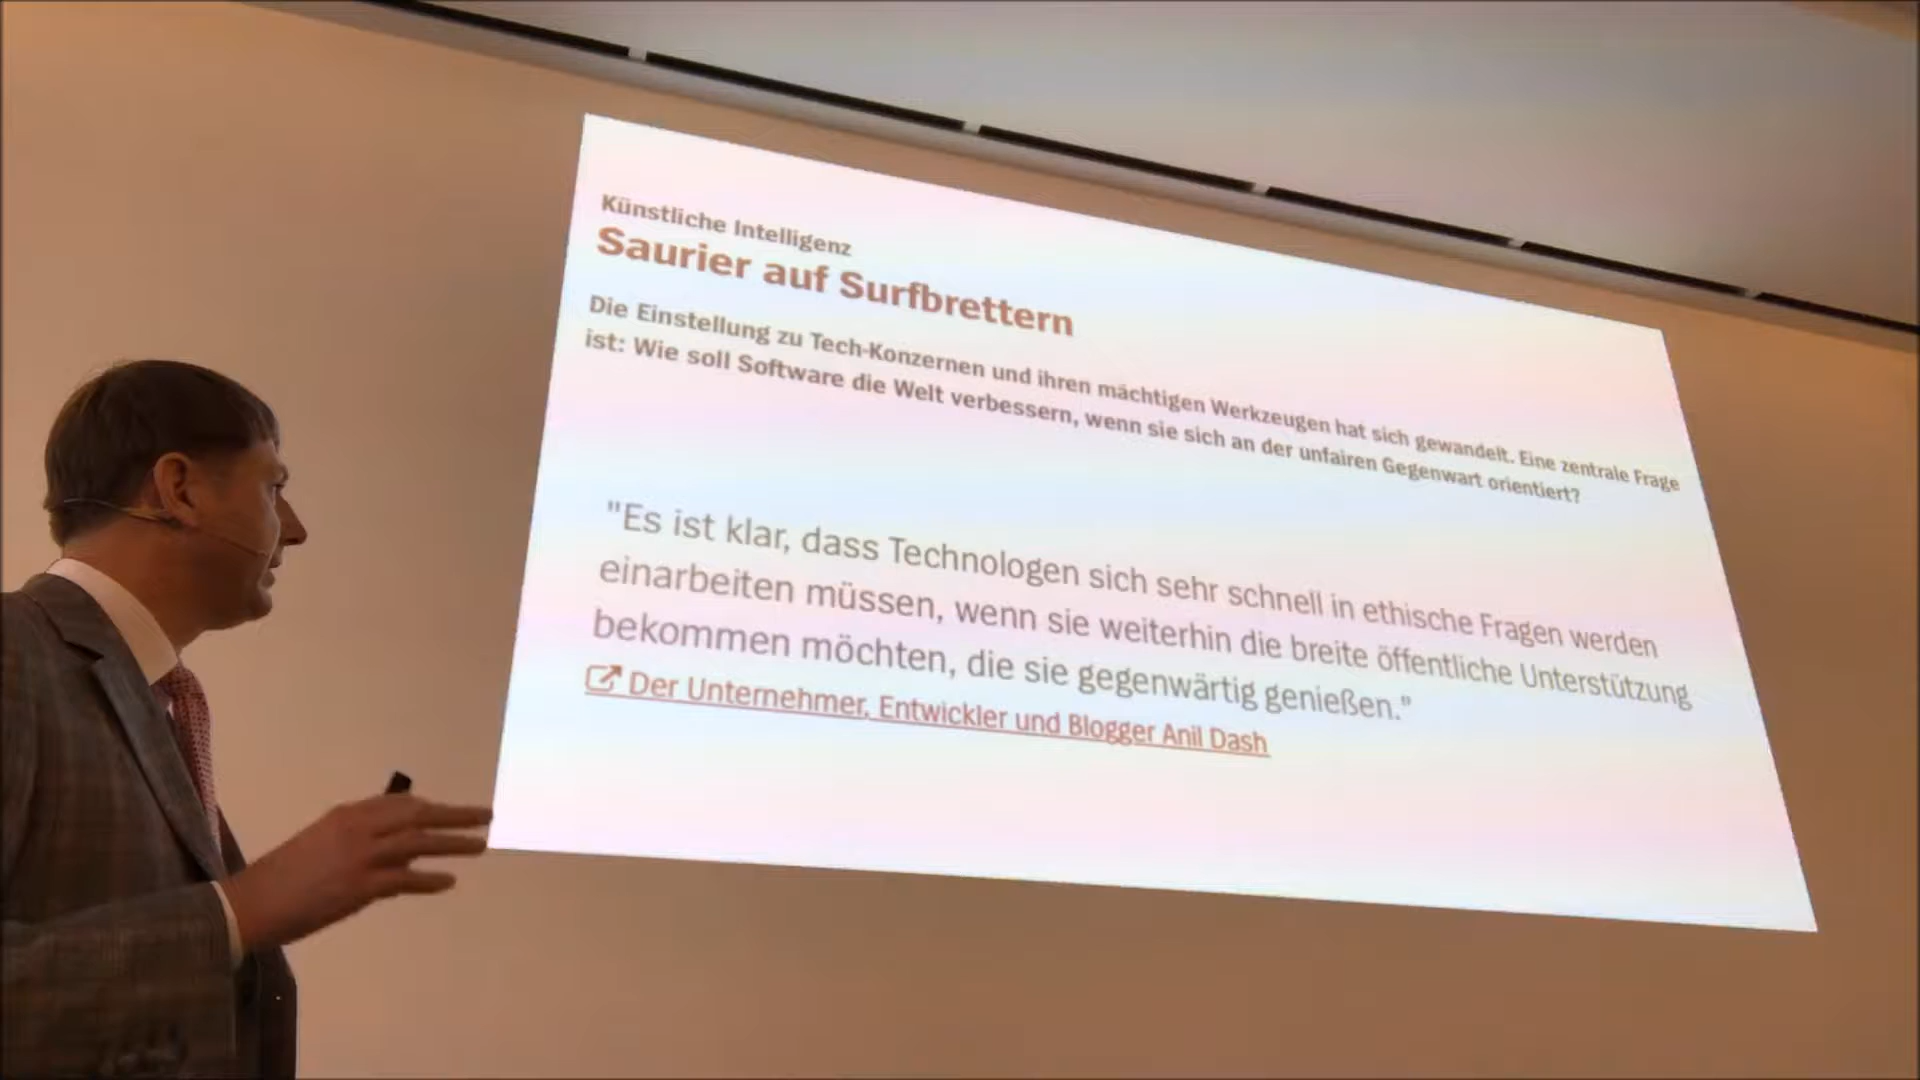 Künstliche Intelligenz
Saurier auf Surfbrettern
Die Einstellung zu Tech-Konzernen und ihren mächtigen Werkzeugen hat sich gewandelt. Eine zentrale Frage
ist: Wie soll Software die Welt verbessern, wenn sie sich an der unfairen Gegenwart orientiert?
"Es ist klar, dass Technologen sich sehr schnell in ethische Fragen werden
einarbeiten müssen, wenn sie weiterhin die breite öffentliche Unterstützung
bekommen möchten, die sie gegenwärtig genießen."
Der Unternehmer, Entwickler und Blogger Anil Dash